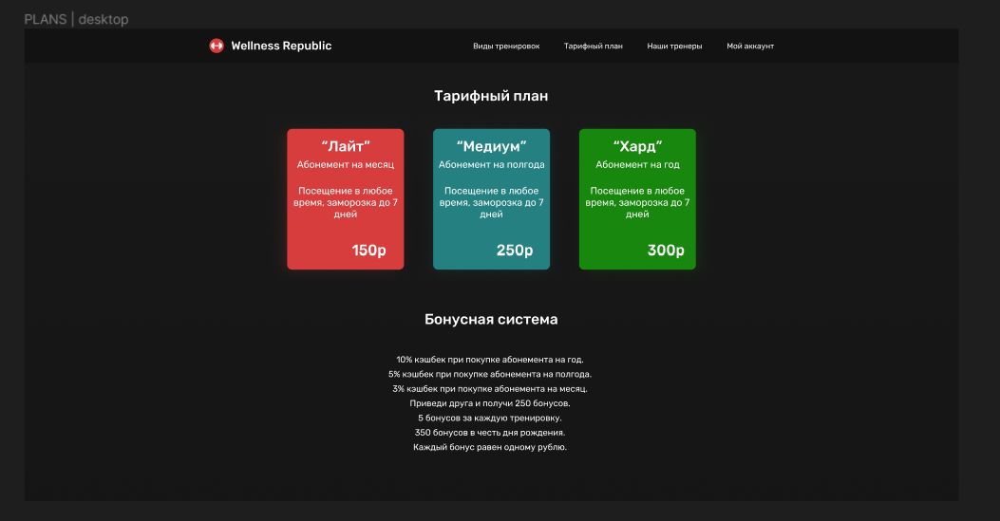 PLANS | desktop
Wellness Republic
Виды тренировок
Тарифный план
Наши тренеры
Мой аккаунт
Тарифный план
“Лайт”
Абонемент на месяц
Посещение в любое
время, заморозка до 7
дней
150р
“Медиум”
Абонемент на полгода
Посещение в любое
время, заморозка до 7
дней
250р
“Хард”
Абонемент на год
Посещение в любое
время, заморозка до 7
дней
300р
Бонусная система
10% кэшбек при покупке абонемента на год.
5% кэшбек при покупке абонемента на полгода.
3% кэшбек при покупке абонемента на месяц.
Приведи друга и получи 250 бонусов.
5 бонусов за каждую тренировку.
350 бонусов в честь дня рождения.
Каждый бонус равен одному рублю.